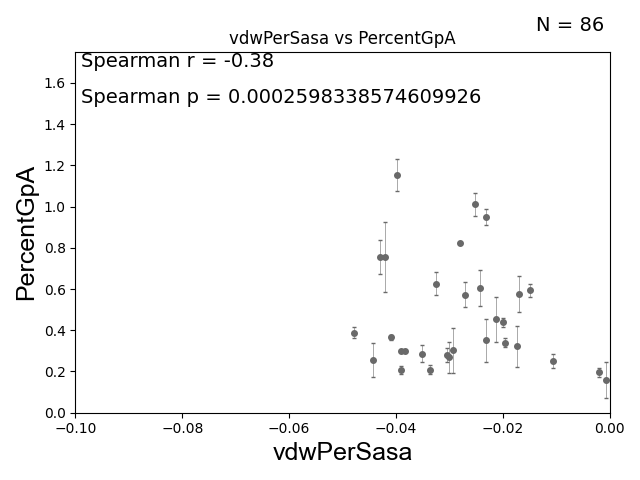 N = 86
vdwPerSasa vs PercentGpA
Spearman r = -0.38
Spearman p = 0.0002598338574609926
PercentGpA
1.6
1.4
1.2
1.0
0.8
0.6
0.4
0.2
0.0
−0.10 −0.08 −0.06 −0.04 −0.02 0.00
vdwPerSasa